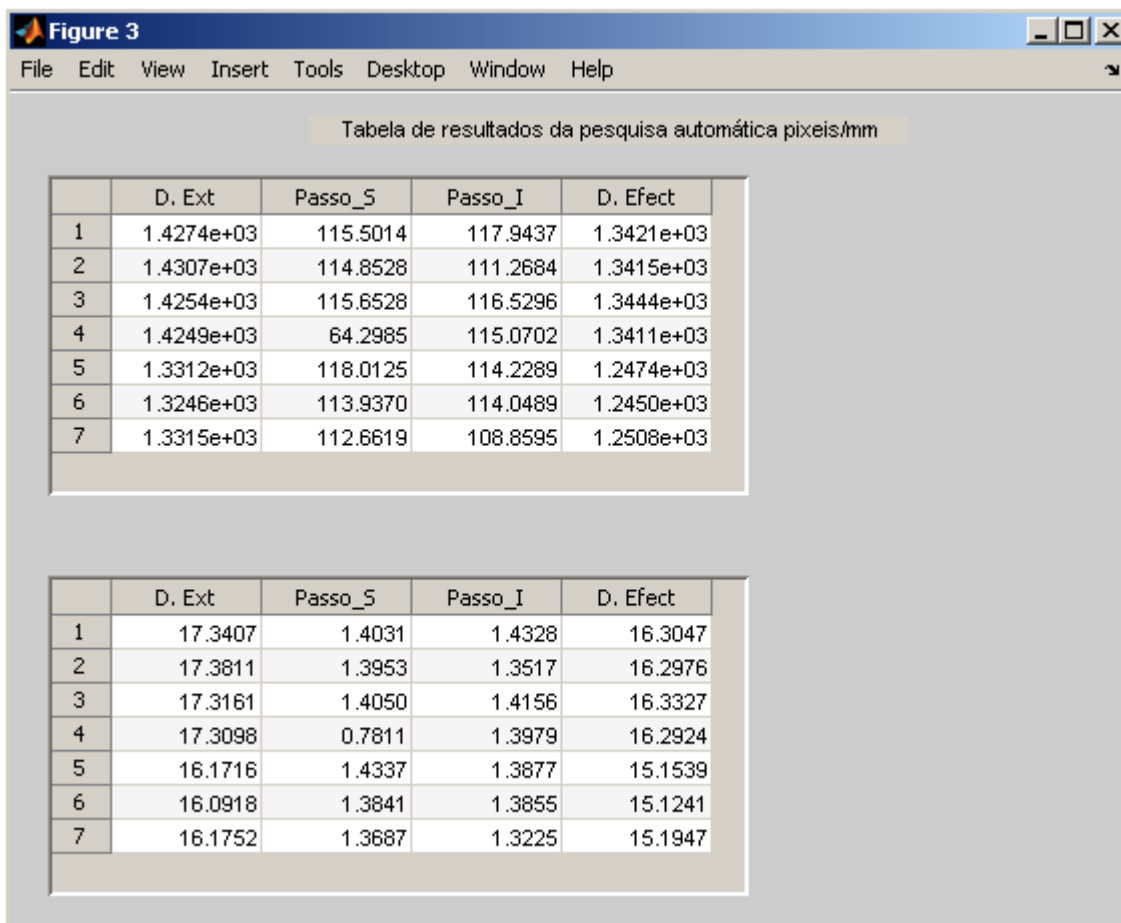 Figure 3
File Edit View Insert Tools Desktop Window Help
Tabela de resultados da pesquisa automática pixeis/mm
D. Ext Passo_S Passo_I D. Efect
1 1.4274e+03 115.5014 117.9437 1.3421e+03
2 1.4307e+03 114.8528 111.2684 1.3415e+03
3 1.4254e+03 115.6528 116.5296 1.3444e+03
4 1.4249e+03 64.2985 115.0702 1.3411e+03
5 1.3312e+03 118.0125 114.2289 1.2474e+03
6 1.3246e+03 113.9370 114.0489 1.2450e+03
7 1.3315e+03 112.6619 108.8595 1.2508e+03
D. Ext Passo_S Passo_I D. Efect
1 17.3407 1.4031 1.4328 16.3047
2 17.3811 1.3953 1.3517 16.2976
3 17.3161 1.4050 1.4156 16.3327
4 17.3098 0.7811 1.3979 16.2924
5 16.1716 1.4337 1.3877 15.1539
6 16.0918 1.3841 1.3855 15.1241
7 16.1752 1.3687 1.3225 15.1947